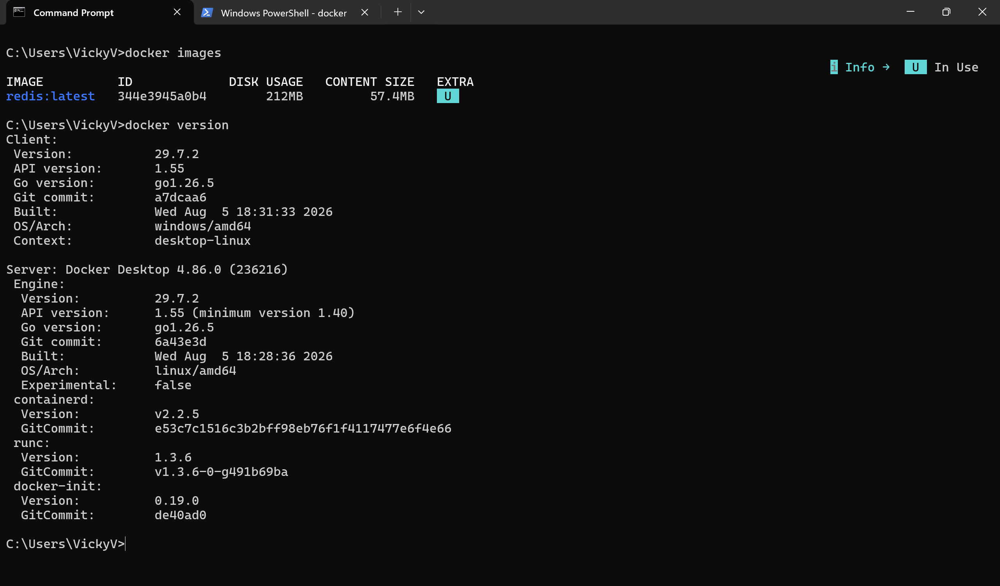 Command Prompt
Windows PowerShell - docker
C:\Users\VickyV>docker images
i Info → U In Use
IMAGE ID DISK USAGE CONTENT SIZE EXTRA
redis:latest 344e3945a0b4 212MB 57.4MB U
C:\Users\VickyV>docker version
Client:
Version: 29.7.2
API version: 1.55
Go version: go1.26.5
Git commit: a7dcaa6
Built: Wed Aug  5 18:31:33 2026
OS/Arch: windows/amd64
Context: desktop-linux
Server: Docker Desktop 4.86.0 (236216)
Engine:
Version: 29.7.2
API version: 1.55 (minimum version 1.40)
Go version: go1.26.5
Git commit: 6a43e3d
Built: Wed Aug  5 18:28:36 2026
OS/Arch: linux/amd64
Experimental: false
containerd:
Version: v2.2.5
GitCommit: e53c7c1516c3b2bff98eb76f1f4117477e6f4e66
runc:
Version: 1.3.6
GitCommit: v1.3.6-0-g491b69ba
docker-init:
Version: 0.19.0
GitCommit: de40ad0
C:\Users\VickyV>